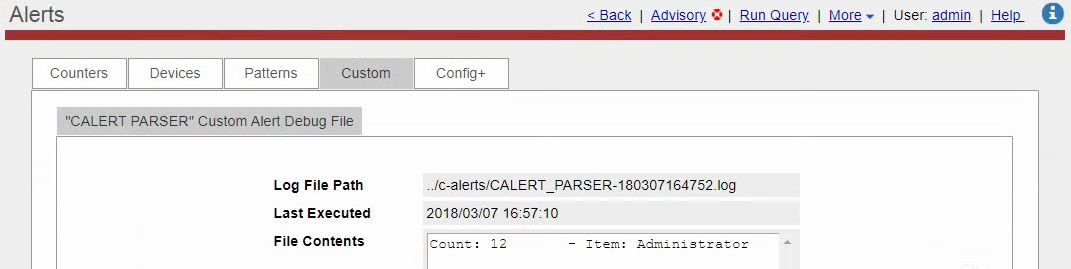 Alerts
< Back | Advisory | Run Query | More | User: admin | Help
Counters Devices Patterns Custom Config+
"CALERT PARSER" Custom Alert Debug File
Log File Path ../c-alerts/CALERT_PARSER-180307164752.log
Last Executed 2018/03/07 16:57:10
File Contents Count: 12 - Item: Administrator